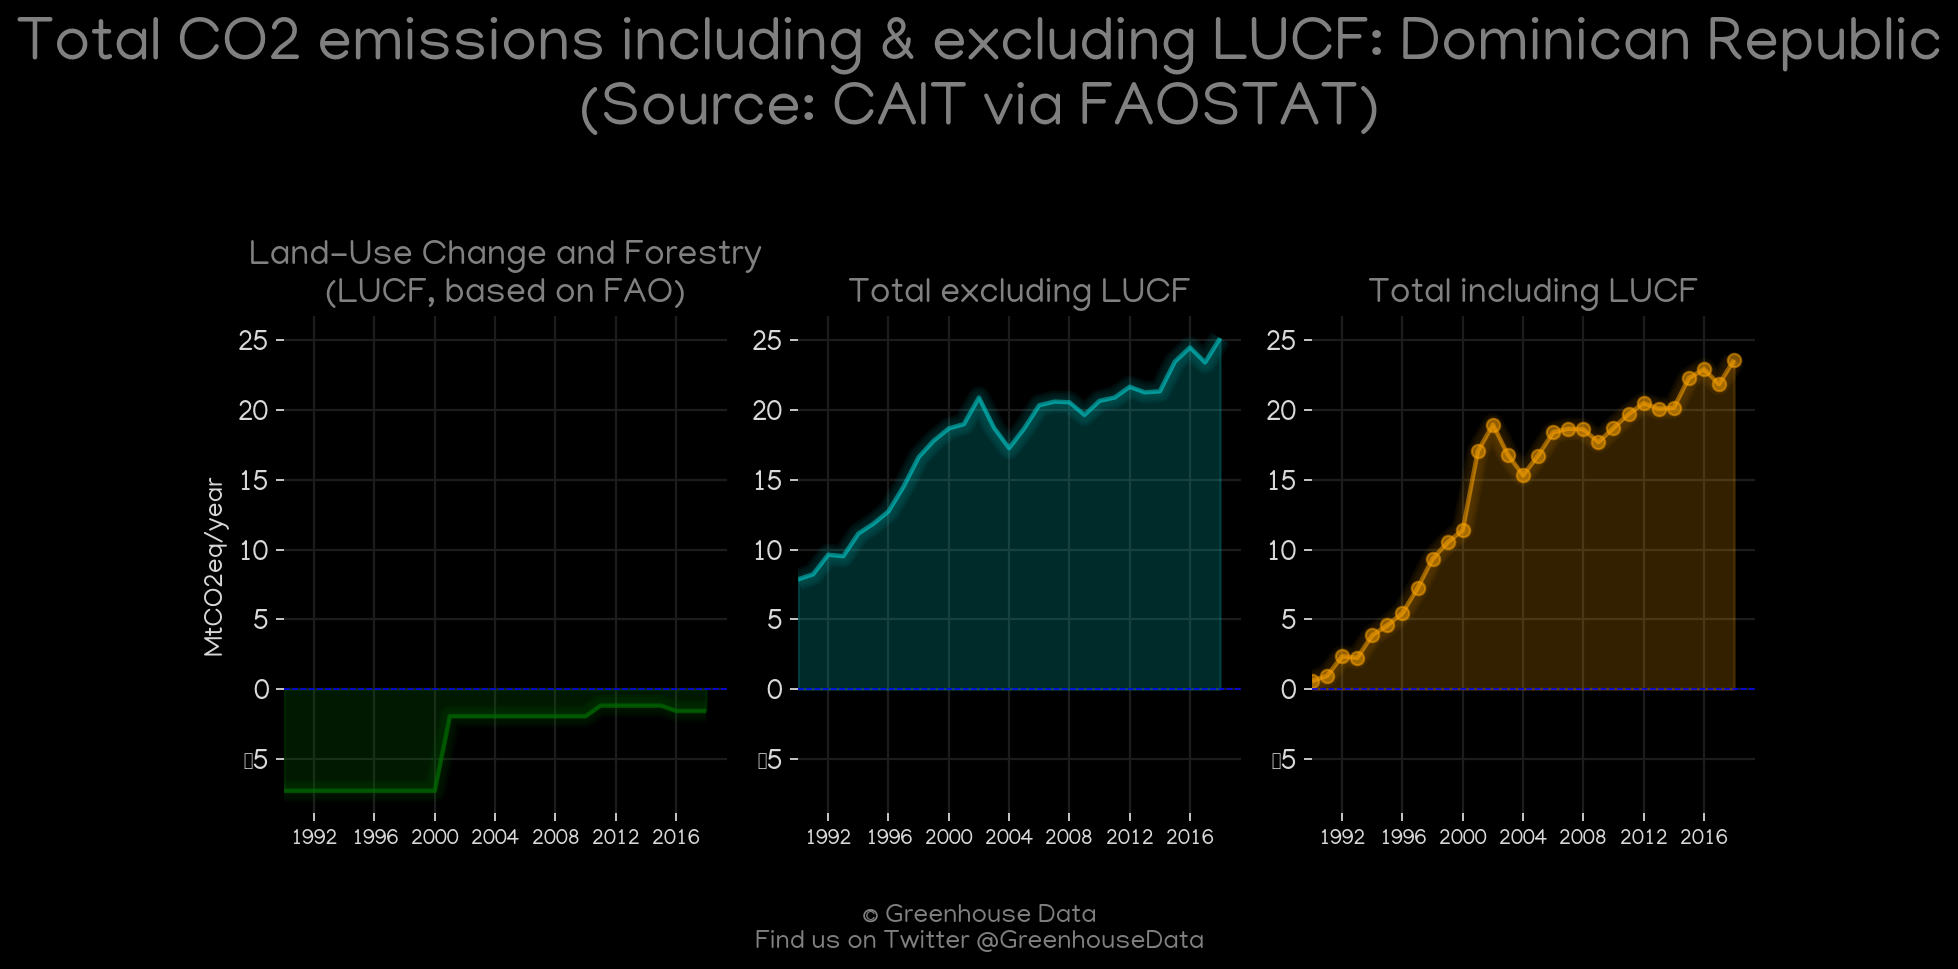 Total CO2 emissions including & excluding LUCF: Dominican Republic
(Source: CAIT via FAOSTAT)
Land-Use Change and Forestry
(LUCF, based on FAO)
MtCO2eq/year
25
20
15
10
5
0
▯5
1992 1996 2000 2004 2008 2012 2016
Total excluding LUCF
25
20
15
10
5
0
▯5
1992 1996 2000 2004 2008 2012 2016
Total including LUCF
25
20
15
10
5
0
▯5
1992 1996 2000 2004 2008 2012 2016
© Greenhouse Data
Find us on Twitter @GreenhouseData